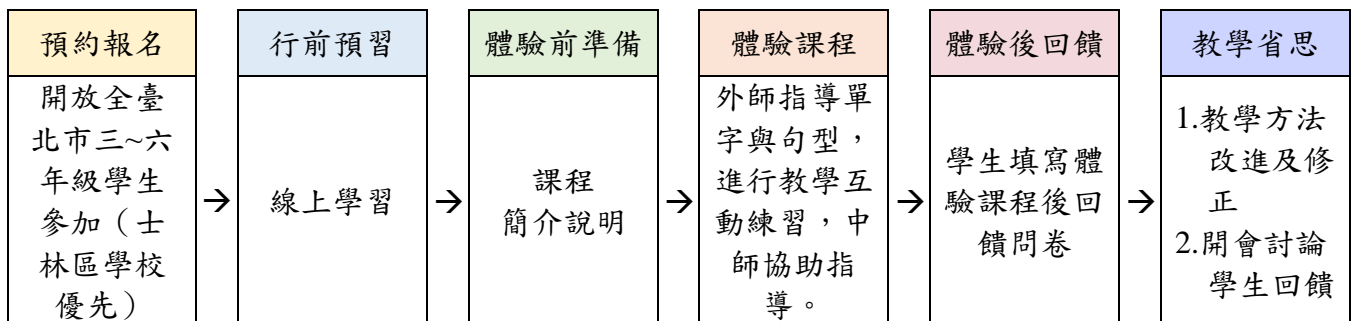 預約報名
開放全臺
北市三~六
年級學生
參加（士
林區學校
優先）
→
行前預習
線上學習
→
體驗前準備
課程
簡介說明
→
體驗課程
外師指導單
字與句型，
進行教學互
動練習，中
師協助指
導。
→
體驗後回饋
學生填寫體
驗課程後回
饋問卷
→
教學省思
1.教學方法
改進及修
正
2.開會討論
學生回饋